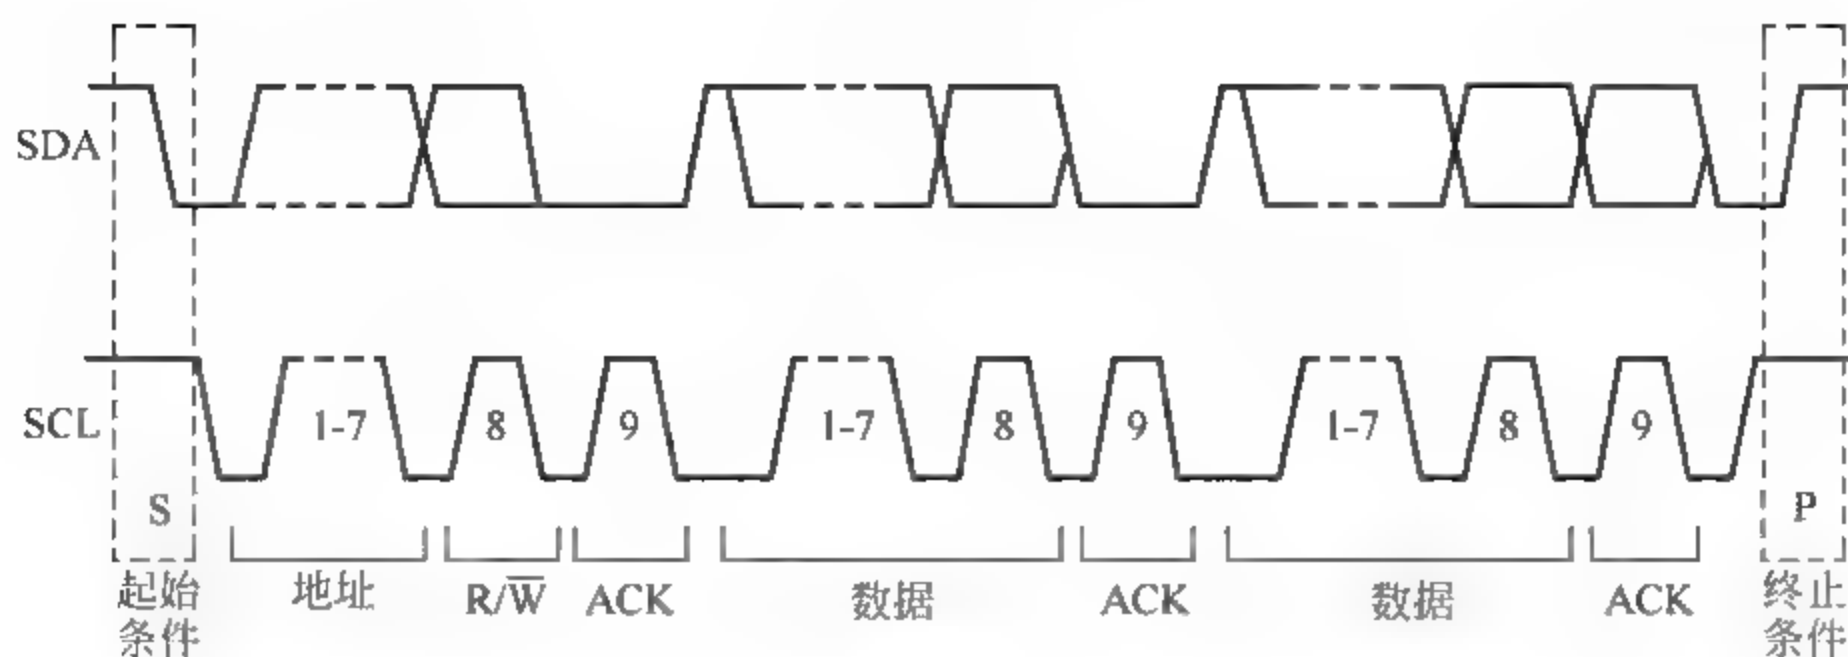 SDA
SCL
1-7 8 9 1-7 8 9 1-7 8 9
S
P
起始
条件
地址
R/W̅
ACK
数据
ACK
数据
ACK
终止
条件